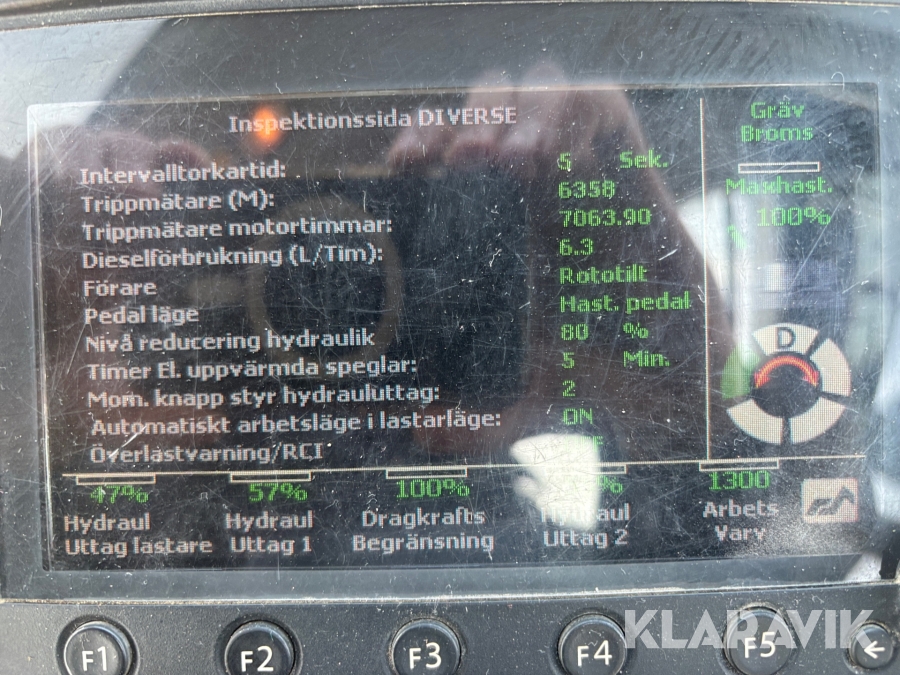 Inspektionssida DIVERSE
Intervalltorkartid: 5 Sek.
Trippmätare (M): 6358
Trippmätare motortimmar: 7063.90
Dieselförbrukning (L/Tim): 6.3
Förare Rototilt
Pedal läge Hast. pedal
Nivå reducering hydraulik 80 %
Timer El. uppvärmda speglar: 5 Min.
Mom. knapp styr hydrauluttag: 2
Automatiskt arbetsläge i lastarläge: ON
Överlastvarning/RCI
Gräv
Broms
Maxhast.
100%
D
47% 57% 100% % 1300
Hydraul Hydraul Dragkrafts Hydraul Arbets
Uttag lastare Uttag 1 Begränsning Uttag 2 Varv
F1 F2 F3 F4 F5 ←
KLARAVIK